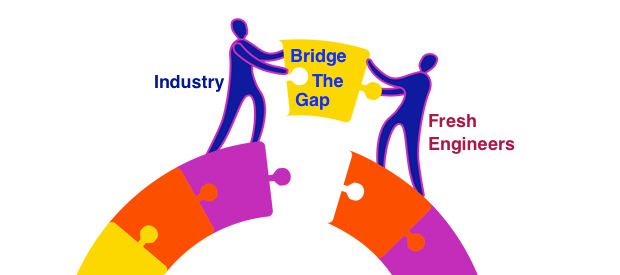 Industry
Bridge
The
Gap
Fresh
Engineers